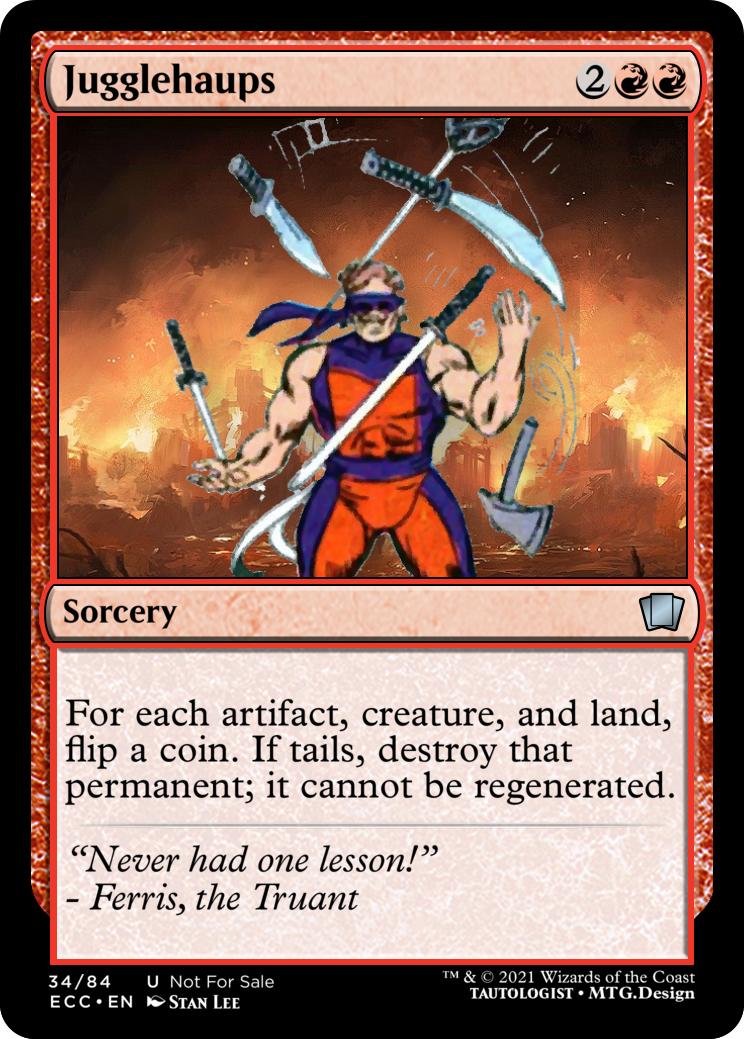 Jugglehaups 2
Sorcery
For each artifact, creature, and land,
flip a coin. If tails, destroy that
permanent; it cannot be regenerated.
“Never had one lesson!”
- Ferris, the Truant
34/84 U Not For Sale
ECC • EN Stan Lee
™ & © 2021 Wizards of the Coast
TAUTOLOGIST • MTG.Design